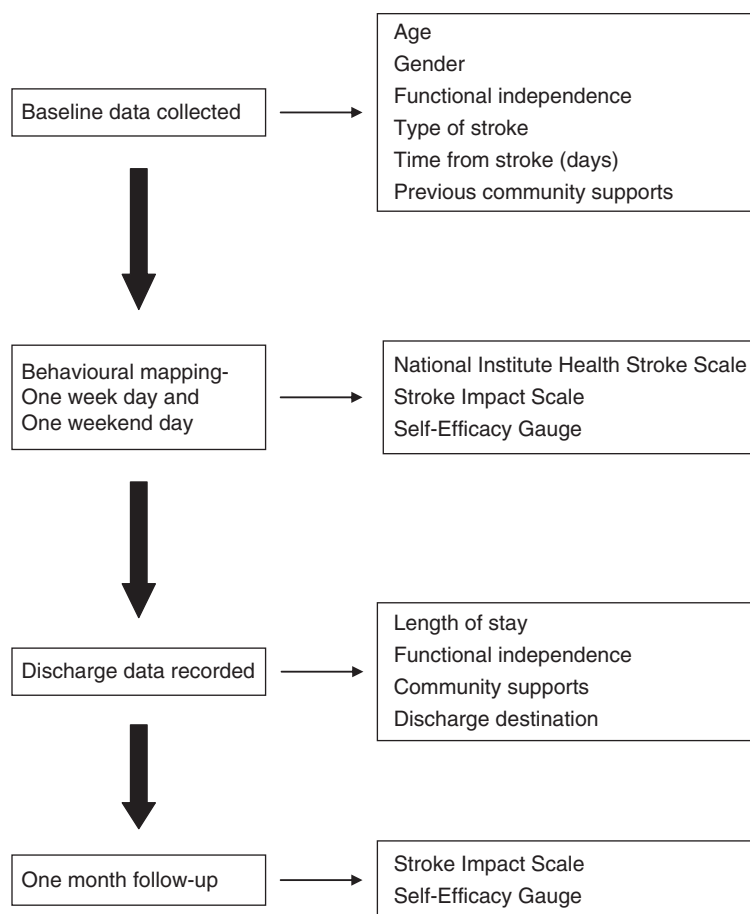 Baseline data collected
Age
Gender
Functional independence
Type of stroke
Time from stroke (days)
Previous community supports
Behavioural mapping-
One week day and
One weekend day
National Institute Health Stroke Scale
Stroke Impact Scale
Self-Efficacy Gauge
Discharge data recorded
Length of stay
Functional independence
Community supports
Discharge destination
One month follow-up
Stroke Impact Scale
Self-Efficacy Gauge